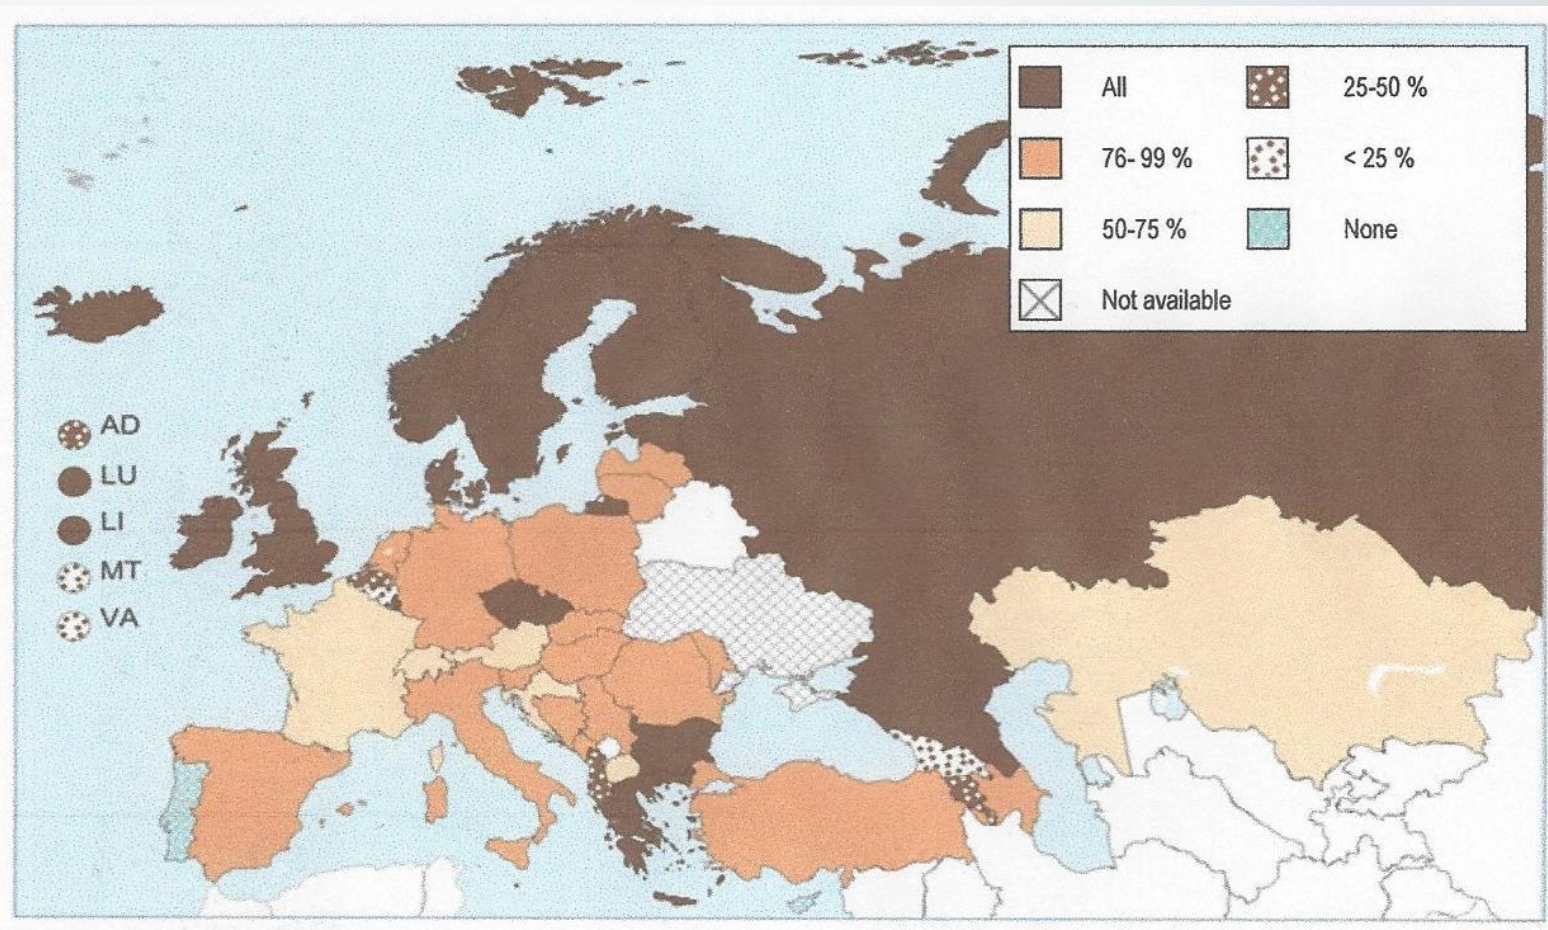 All
25-50 %
76- 99 %
< 25 %
50-75 %
None
Not available
AD
LU
LI
MT
VA